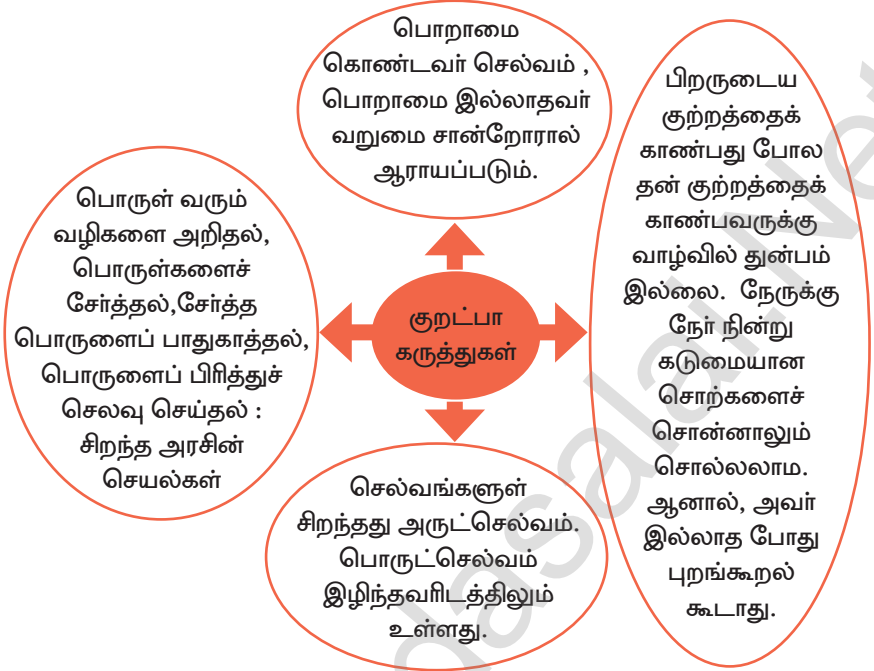 பொறாமை
கொண்டவர் செல்வம் ,
பொறாமை இல்லாதவர்
வறுமை சான்றோரால்
ஆராயப்படும்.
பொருள் வரும்
வழிகளை அறிதல்,
பொருள்களைச்
சேர்த்தல்,சேர்த்த
பொருளைப் பாதுகாத்தல்,
பொருளைப் பிரித்துச்
செலவு செய்தல் :
சிறந்த அரசின்
செயல்கள்
குறட்பா
கருத்துகள்
பிறருடைய
குற்றத்தைக்
காண்பது போல
தன் குற்றத்தைக்
காண்பவருக்கு
வாழ்வில் துன்பம்
இல்லை. நேருக்கு
நேர் நின்று
கடுமையான
சொற்களைச்
சொன்னாலும்
சொல்லலாம.
ஆனால், அவர்
இல்லாத போது
புறங்கூறல்
கூடாது.
செல்வங்களுள்
சிறந்தது அருட்செல்வம்.
பொருட்செல்வம்
இழிந்தவரிடத்திலும்
உள்ளது.